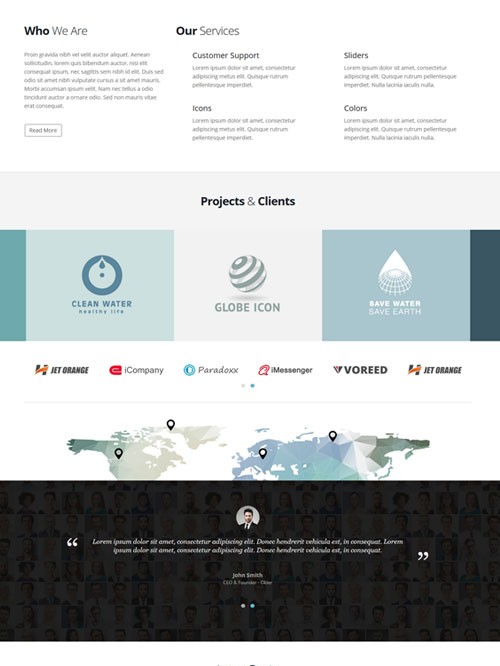 Who We Are
Proin gravida nibh vel velit auctor aliquet. Aenean
sollicitudin, lorem quis bibendum auctor, nisi elit
consequat ipsum, nec sagittis sem nibh id elit. Duis sed
odio sit amet nibh vulputate cursus a sit amet mauris.
Morbi accumsan ipsum velit. Nam nec tellus a odio
tincidunt auctor a ornare odio. Sed non mauris vitae
erat consequat.
Read More
Our Services
Customer Support
Lorem ipsum dolor sit amet, consectetur
adipiscing metus elit. Quisque rutrum
pellentesque imperdiet.
Sliders
Lorem ipsum dolor sit amet, consectetur
adipiscing elit. Quisque rutrum pellentesque
imperdiet. Nulla lacinia iaculis nulla.
Icons
Lorem ipsum dolor sit amet, consectetur
adipiscing metus elit. Quisque rutrum
pellentesque imperdiet.
Colors
Lorem ipsum dolor sit amet, consectetur
adipiscing elit. Quisque rutrum pellentesque
imperdiet. Nulla lacinia iaculis nulla.
Projects & Clients
CLEAN WATER
healthy life
GLOBE ICON
SAVE WATER
SAVE EARTH
JET ORANGE
iCompany
Paradoxx
iMessenger
VOREED
JET ORANGE
“ Lorem ipsum dolor sit amet, consectetur adipiscing elit. Donec hendrerit vehicula est, in consequat. Lorem
ipsum dolor sit amet, consectetur adipiscing elit. Donec hendrerit vehicula est, in consequat. ”
John Smith